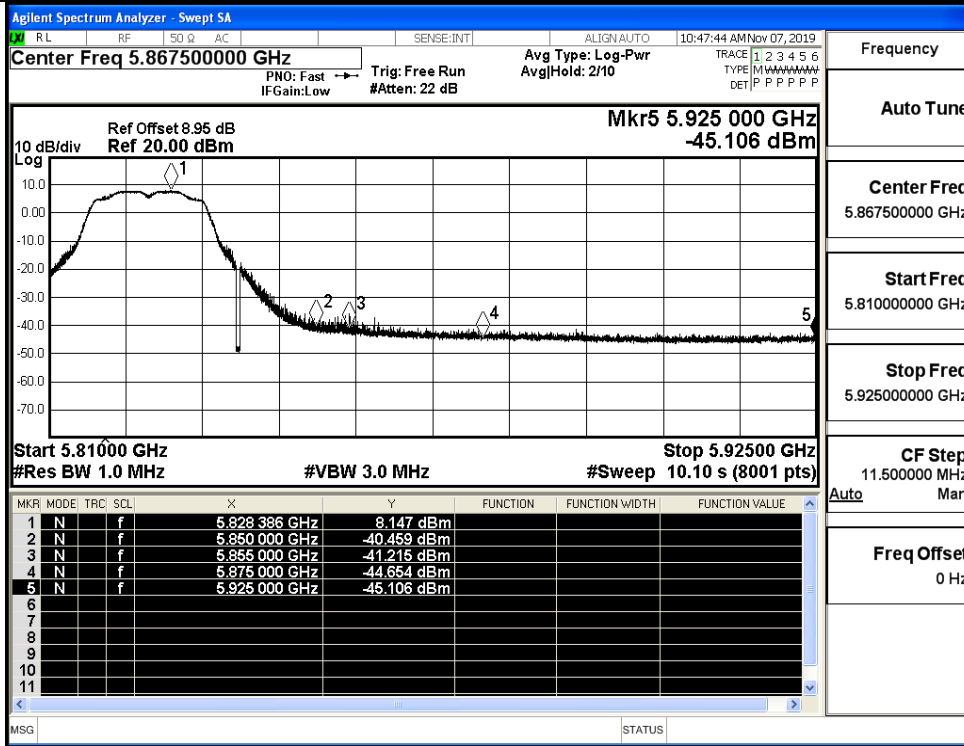 Agilent Spectrum Analyzer - Swept SA
LXI RL RF 50 Ω AC SENSE:INT ALIGN AUTO 10:47:44 AM Nov 07, 2019
Center Freq 5.867500000 GHz
PNO: Fast
IFGain:Low
Trig: Free Run
#Atten: 22 dB
Avg Type: Log-Pwr
Avg|Hold: 2/10
TRACE 1 2 3 4 5 6
TYPE M WWWWW
DET P P P P P P
Ref Offset 8.95 dB
10 dB/div Ref 20.00 dBm
Log
Mkr5 5.925 000 GHz
-45.106 dBm
10.0
0.00
-10.0
-20.0
-30.0
-40.0
-50.0
-60.0
-70.0
1
2
3
4
5
Start 5.81000 GHz Stop 5.92500 GHz
#Res BW 1.0 MHz #VBW 3.0 MHz #Sweep 10.10 s (8001 pts)
MKR MODE TRC SCL X Y FUNCTION FUNCTION WIDTH FUNCTION VALUE
1 N f 5.828 386 GHz 8.147 dBm
2 N f 5.850 000 GHz -40.459 dBm
3 N f 5.855 000 GHz -41.215 dBm
4 N f 5.875 000 GHz -44.654 dBm
5 N f 5.925 000 GHz -45.106 dBm
6
7
8
9
10
11
MSG STATUS
Frequency
Auto Tune
Center Freq
5.867500000 GHz
Start Freq
5.810000000 GHz
Stop Freq
5.925000000 GHz
CF Step
11.500000 MHz
Auto Man
Freq Offset
0 Hz